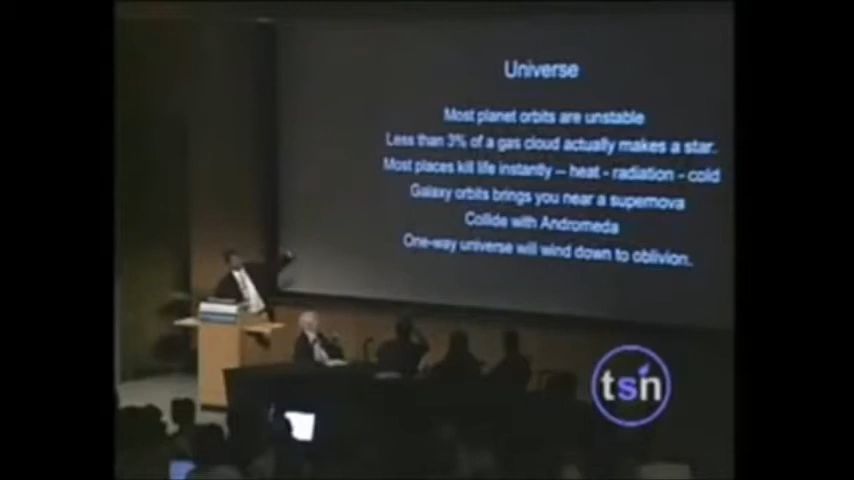 Universe
Most planet orbits are unstable
Less than 3% of a gas cloud actually makes a star.
Most places kill life instantly -- heat - radiation - cold
Galaxy orbits brings you near a supernova
Collide with Andromeda
One-way universe will wind down to oblivion.
tsn